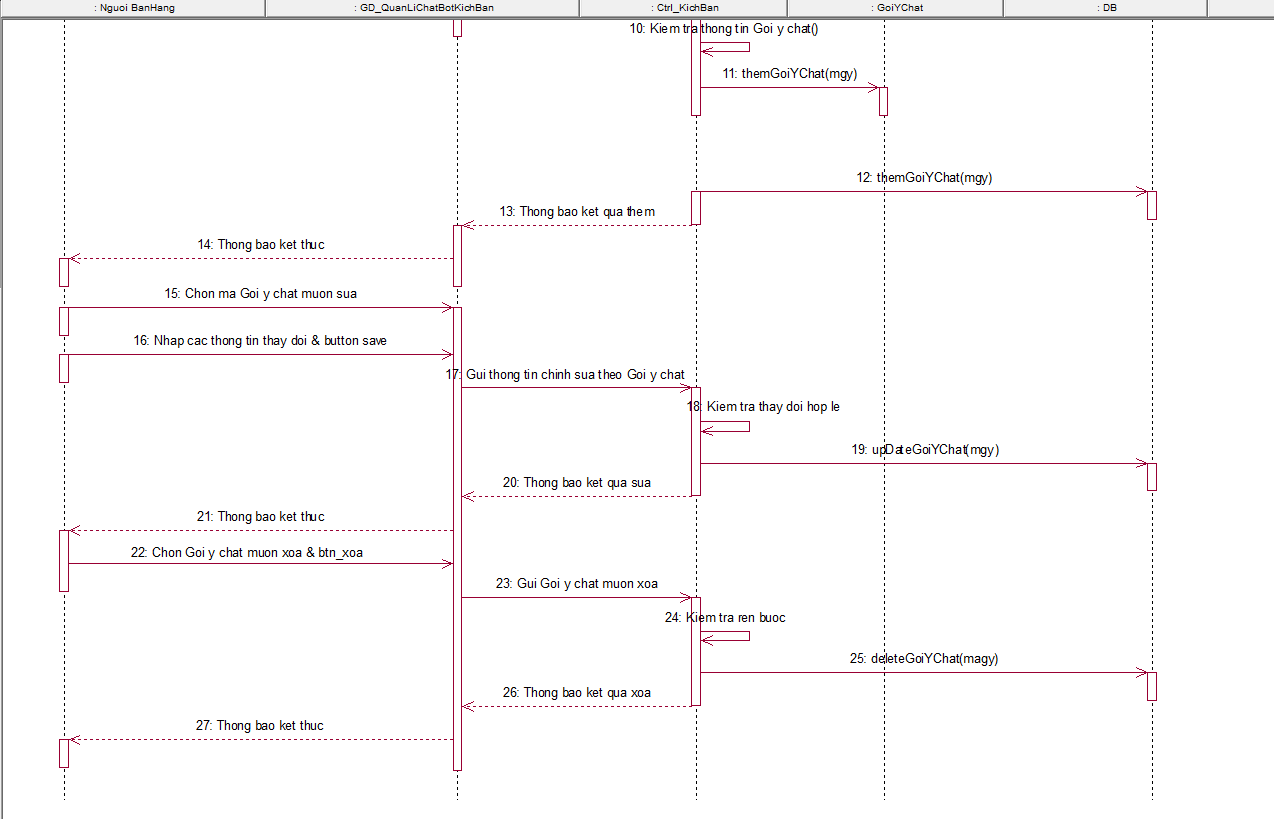 : Nguoi BanHang
: GD_QuanLiChatBotKichBan
: Ctrl_KichBan
: GoiYChat
: DB
10: Kiem tra thong tin Goi y chat()
11: themGoiYChat(mgy)
12: themGoiYChat(mgy)
13: Thong bao ket qua them
14: Thong bao ket thuc
15: Chon ma Goi y chat muon sua
16: Nhap cac thong tin thay doi & button save
17: Gui thong tin chinh sua theo Goi y chat
18: Kiem tra thay doi hop le
19: upDateGoiYChat(mgy)
20: Thong bao ket qua sua
21: Thong bao ket thuc
22: Chon Goi y chat muon xoa & btn_xoa
23: Gui Goi y chat muon xoa
24: Kiem tra ren buoc
25: deleteGoiYChat(magy)
26: Thong bao ket qua xoa
27: Thong bao ket thuc